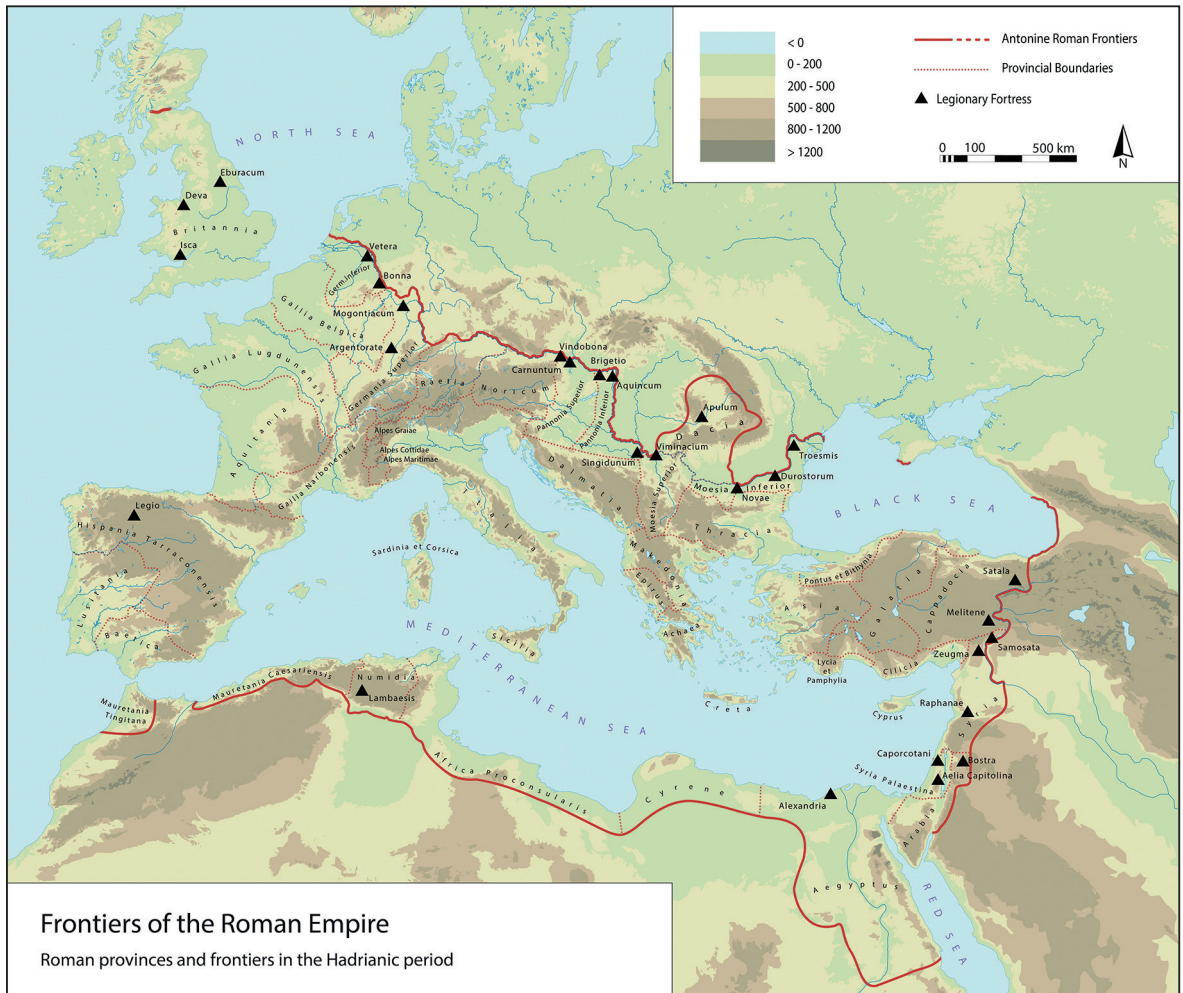 < 0
0 - 200
200 - 500
500 - 800
800 - 1200
> 1200
Antonine Roman Frontiers
Provincial Boundaries
Legionary Fortress
0 100 500 km
N
NORTH SEA
Eburacum
Deva
Britannia
Isca
Vetera
Germ.Inferior
Bonna
Gallia Belgica
Mogontiacum
Argentorate
Gallia Lugdunensis
Germania Superior
Raetia
Noricum
Vindobona
Carnuntum
Brigetio
Aquincum
Pannonia Superior
Pannonia Inferior
Apulum
Dacia
Aquitania
Alpes Graiae
Alpes Cottidae
Alpes Maritimae
Gallia Narbonensis
Singidunum
Viminacium
Troesmis
Durostorum
Moesia Inferior
Novae
Moesia Superior
Dalmatia
Italia
BLACK SEA
Legio
Hispania Tarraconensis
Lusitania
Baetica
Sardinia et Corsica
Thracia
Makedonia
Epirus
Achaea
Pontus et Bithynia
Asia
Galatia
Cappadocia
Satala
Melitene
Samosata
Zeugma
Lycia
et
Pamphylia
Cilicia
Sicilia
MEDITERRANEAN SEA
Creta
Cyprus
Raphanae
Syria
Mauretania
Tingitana
Mauretania Caesariensis
Numidia
Lambaesis
Africa Proconsularis
Cyrene
Alexandria
Caporcotani
Bostra
Syria Palaestina
Aelia Capitolina
Arabia
Aegyptus
RED SEA
Frontiers of the Roman Empire
Roman provinces and frontiers in the Hadrianic period